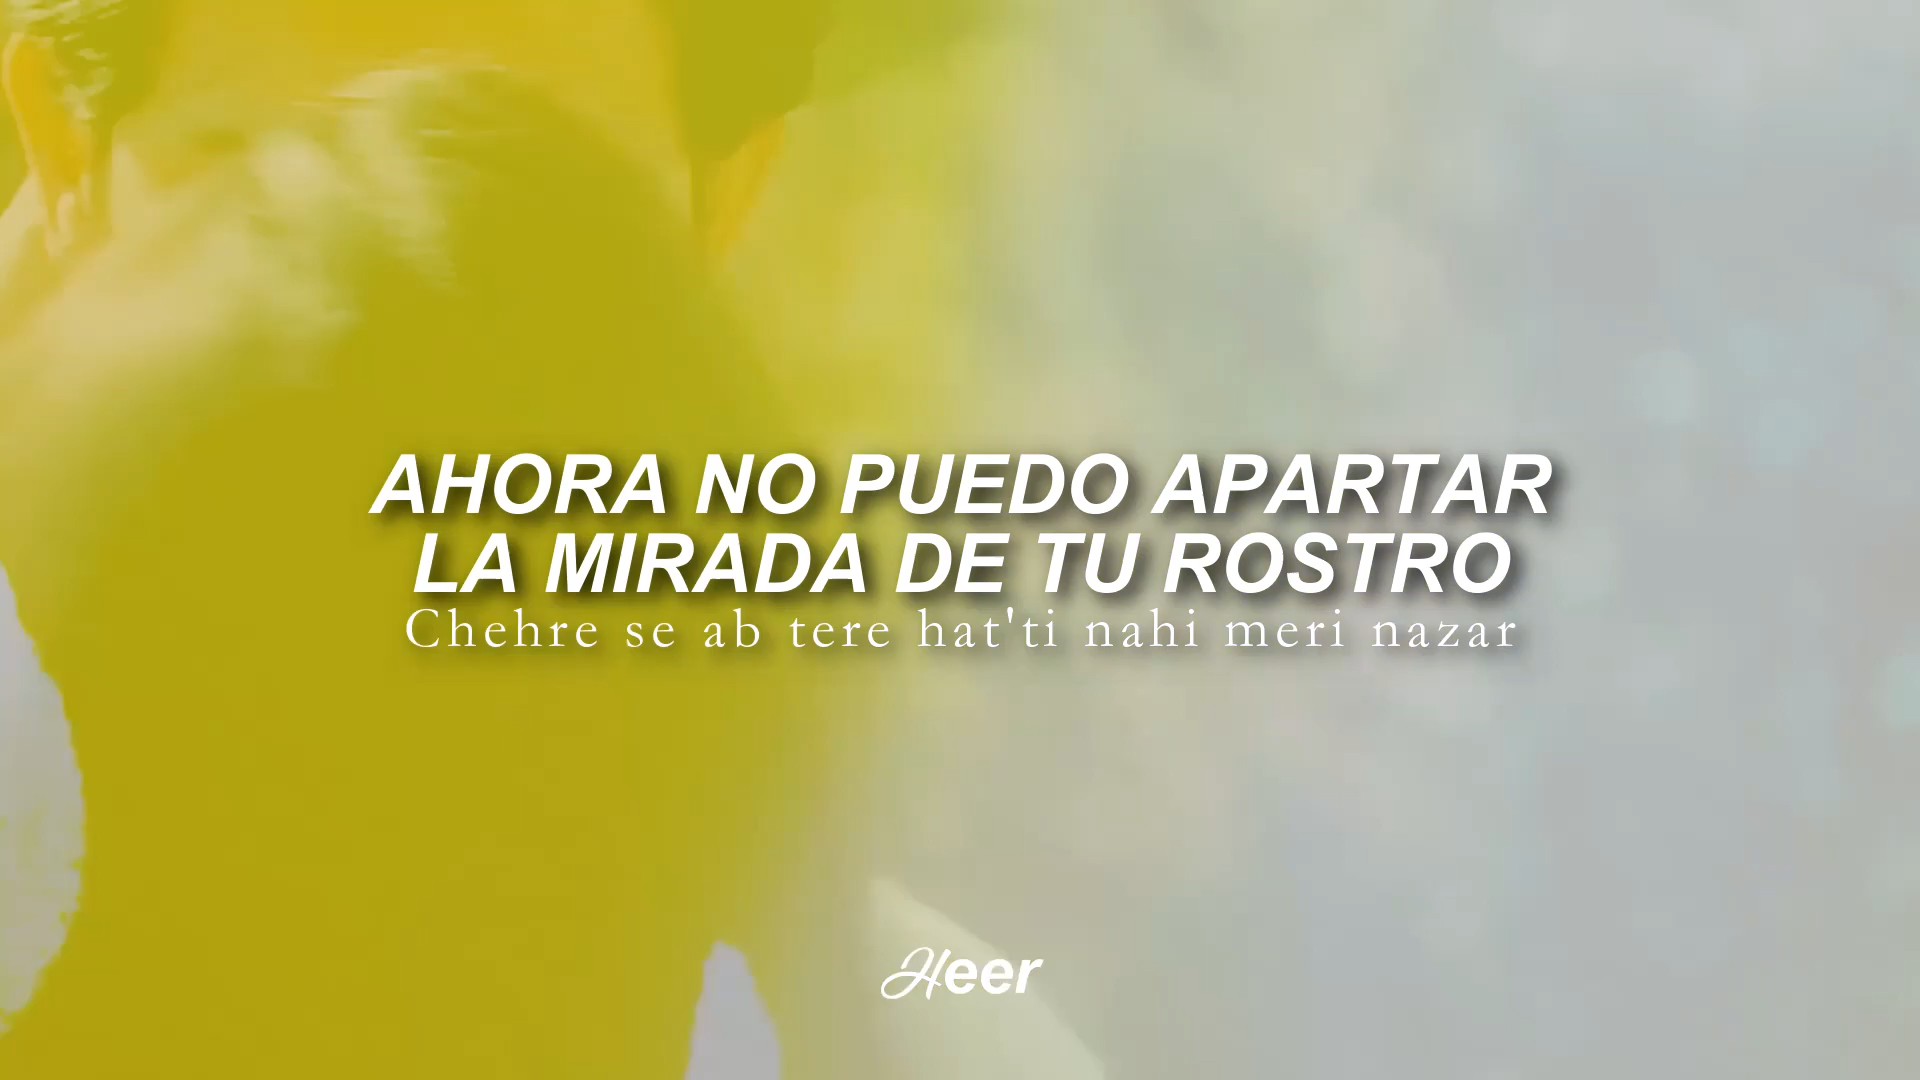 AHORA NO PUEDO APARTAR
LA MIRADA DE TU ROSTRO
Chehre se ab tere hat'ti nahi meri nazar
Heer